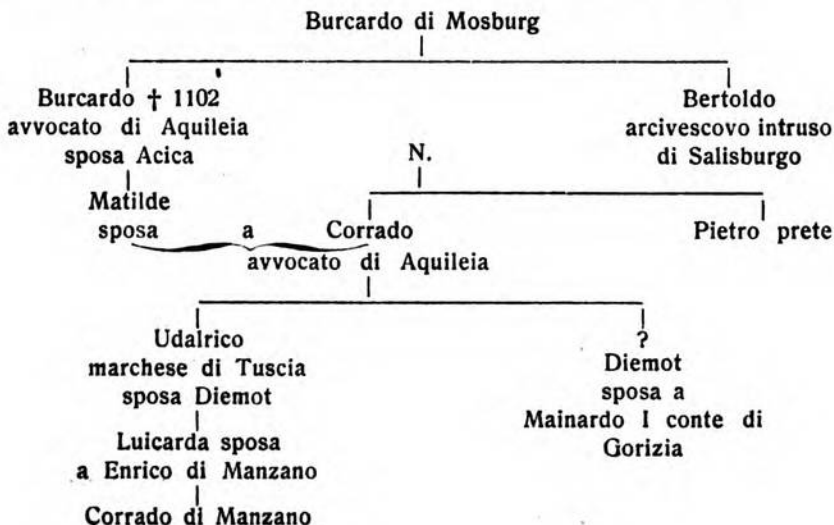 Burcardo di Mosburg
Burcardo † 1102
avvocato di Aquileia
sposa Acica
Bertoldo
arcivescovo intruso
di Salisburgo
N.
Matilde
sposa a Corrado
Pietro prete
avvocato di Aquileia
Udalrico
marchese di Tuscia
sposa Diemot
?
Diemot
sposa a
Mainardo I conte di
Gorizia
Luicarda sposa
a Enrico di Manzano
Corrado di Manzano